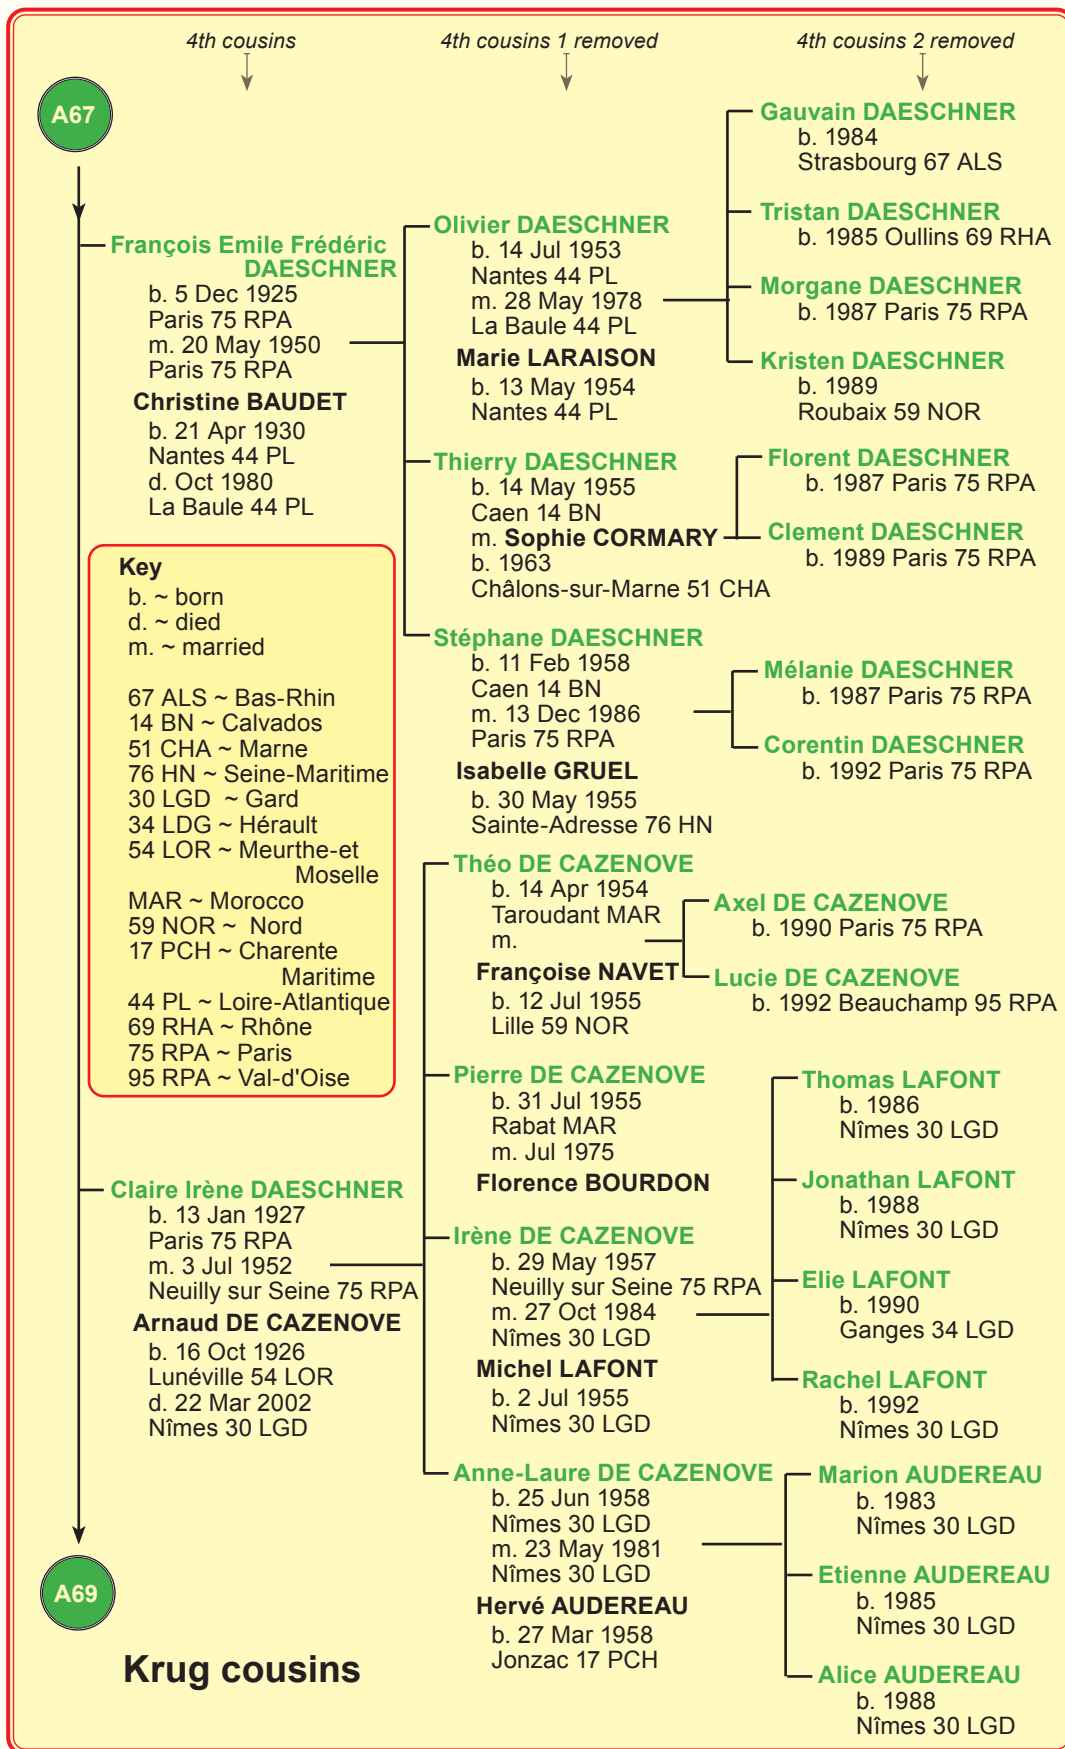 4th cousins
4th cousins 1 removed
4th cousins 2 removed
A67
François Emile Frédéric
DAESCHNER
b. 5 Dec 1925
Paris 75 RPA
m. 20 May 1950
Paris 75 RPA
Christine BAUDET
b. 21 Apr 1930
Nantes 44 PL
d. Oct 1980
La Baule 44 PL
Olivier DAESCHNER
b. 14 Jul 1953
Nantes 44 PL
m. 28 May 1978
La Baule 44 PL
Marie LARAISON
b. 13 May 1954
Nantes 44 PL
Gauvain DAESCHNER
b. 1984
Strasbourg 67 ALS
Tristan DAESCHNER
b. 1985 Oullins 69 RHA
Morgane DAESCHNER
b. 1987 Paris 75 RPA
Kristen DAESCHNER
b. 1989
Roubaix 59 NOR
Thierry DAESCHNER
b. 14 May 1955
Caen 14 BN
m. Sophie CORMARY
b. 1963
Châlons-sur-Marne 51 CHA
Florent DAESCHNER
b. 1987 Paris 75 RPA
Clement DAESCHNER
b. 1989 Paris 75 RPA
Stéphane DAESCHNER
b. 11 Feb 1958
Caen 14 BN
m. 13 Dec 1986
Paris 75 RPA
Isabelle GRUEL
b. 30 May 1955
Sainte-Adresse 76 HN
Mélanie DAESCHNER
b. 1987 Paris 75 RPA
Corentin DAESCHNER
b. 1992 Paris 75 RPA
Key
b. ~ born
d. ~ died
m. ~ married
67 ALS ~ Bas-Rhin
14 BN ~ Calvados
51 CHA ~ Marne
76 HN ~ Seine-Maritime
30 LGD ~ Gard
34 LDG ~ Hérault
54 LOR ~ Meurthe-et
Moselle
MAR ~ Morocco
59 NOR ~ Nord
17 PCH ~ Charente
Maritime
44 PL ~ Loire-Atlantique
69 RHA ~ Rhône
75 RPA ~ Paris
95 RPA ~ Val-d'Oise
Claire Irène DAESCHNER
b. 13 Jan 1927
Paris 75 RPA
m. 3 Jul 1952
Neuilly sur Seine 75 RPA
Arnaud DE CAZENOVE
b. 16 Oct 1926
Lunéville 54 LOR
d. 22 Mar 2002
Nîmes 30 LGD
Théo DE CAZENOVE
b. 14 Apr 1954
Taroudant MAR
m.
Françoise NAVET
b. 12 Jul 1955
Lille 59 NOR
Axel DE CAZENOVE
b. 1990 Paris 75 RPA
Lucie DE CAZENOVE
b. 1992 Beauchamp 95 RPA
Pierre DE CAZENOVE
b. 31 Jul 1955
Rabat MAR
m. Jul 1975
Florence BOURDON
Irène DE CAZENOVE
b. 29 May 1957
Neuilly sur Seine 75 RPA
m. 27 Oct 1984
Nîmes 30 LGD
Michel LAFONT
b. 2 Jul 1955
Nîmes 30 LGD
Thomas LAFONT
b. 1986
Nîmes 30 LGD
Jonathan LAFONT
b. 1988
Nîmes 30 LGD
Elie LAFONT
b. 1990
Ganges 34 LGD
Rachel LAFONT
b. 1992
Nîmes 30 LGD
Anne-Laure DE CAZENOVE
b. 25 Jun 1958
Nîmes 30 LGD
m. 23 May 1981
Nîmes 30 LGD
Hervé AUDEREAU
b. 27 Mar 1958
Jonzac 17 PCH
Marion AUDEREAU
b. 1983
Nîmes 30 LGD
Etienne AUDEREAU
b. 1985
Nîmes 30 LGD
Alice AUDEREAU
b. 1988
Nîmes 30 LGD
A69
Krug cousins